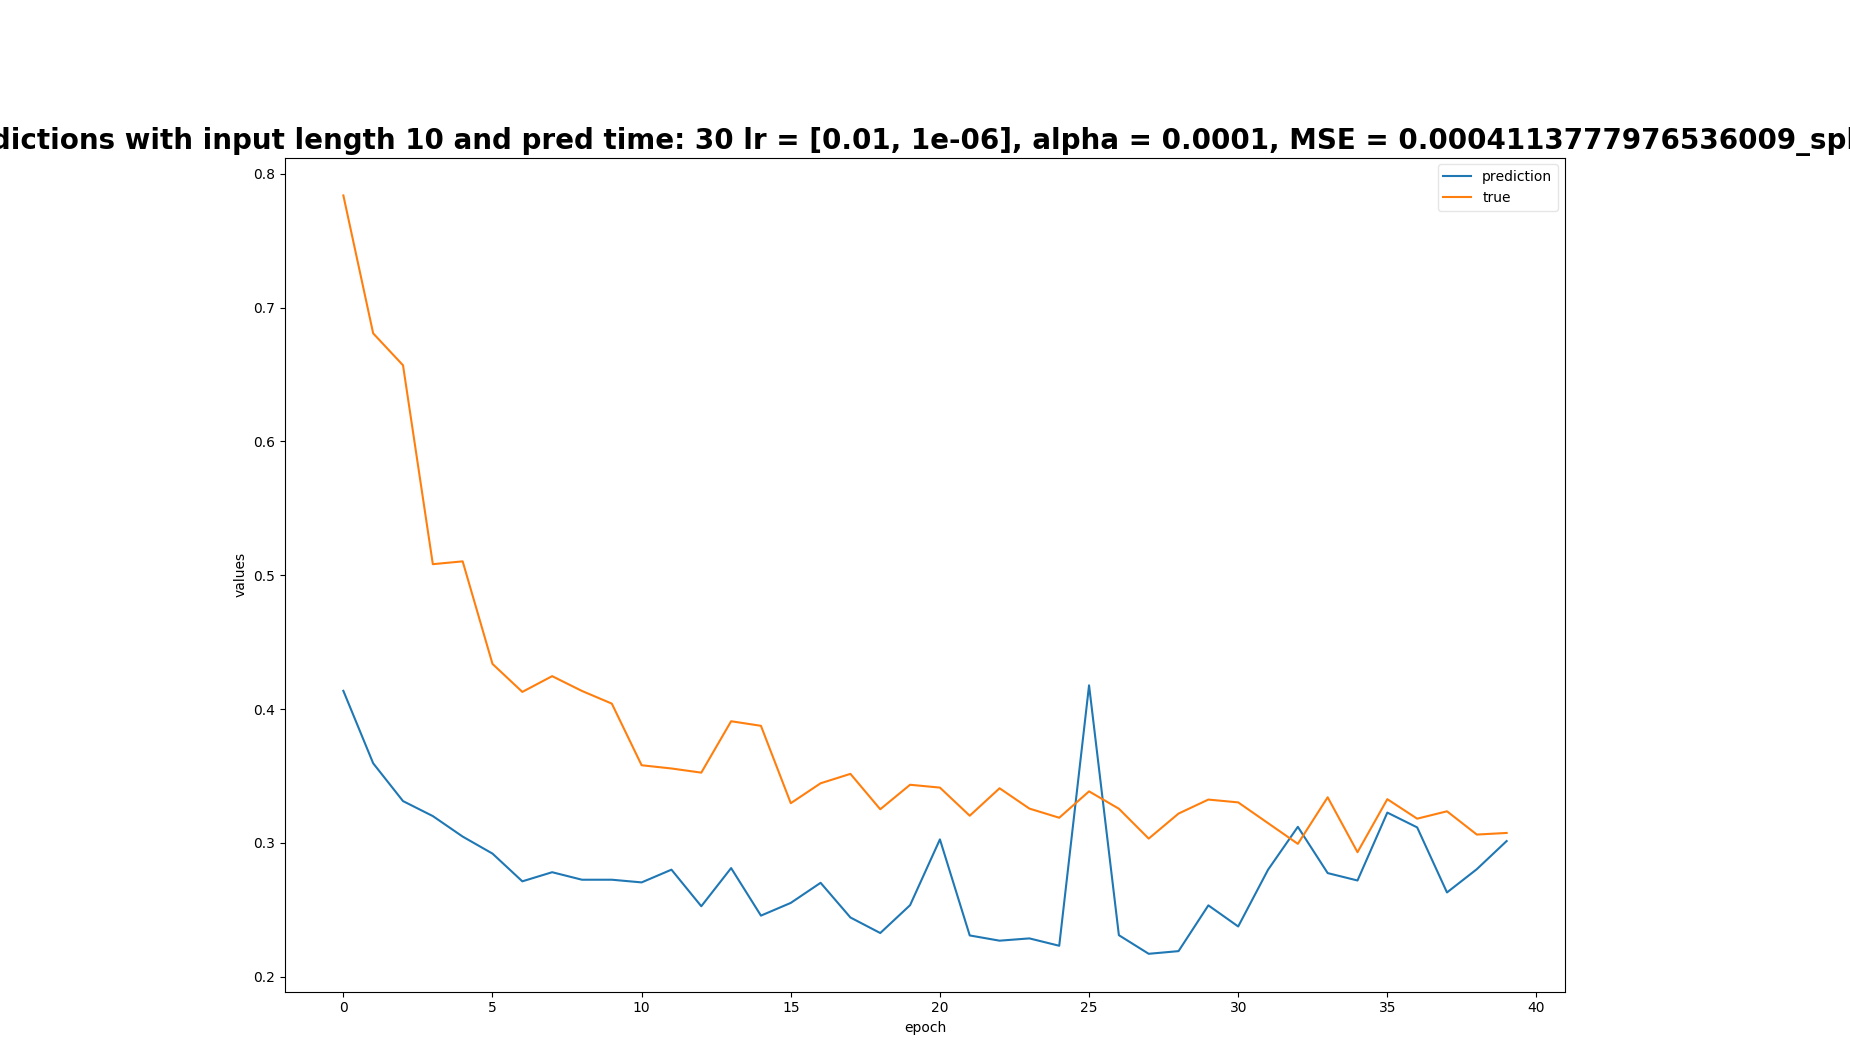 dictions with input length 10 and pred time: 30 lr = [0.01, 1e-06], alpha = 0.0001, MSE = 0.0004113777976536009_spl
prediction
true
0.8
0.7
0.6
0.5
0.4
0.3
0.2
values
0 5 10 15 20 25 30 35 40
epoch